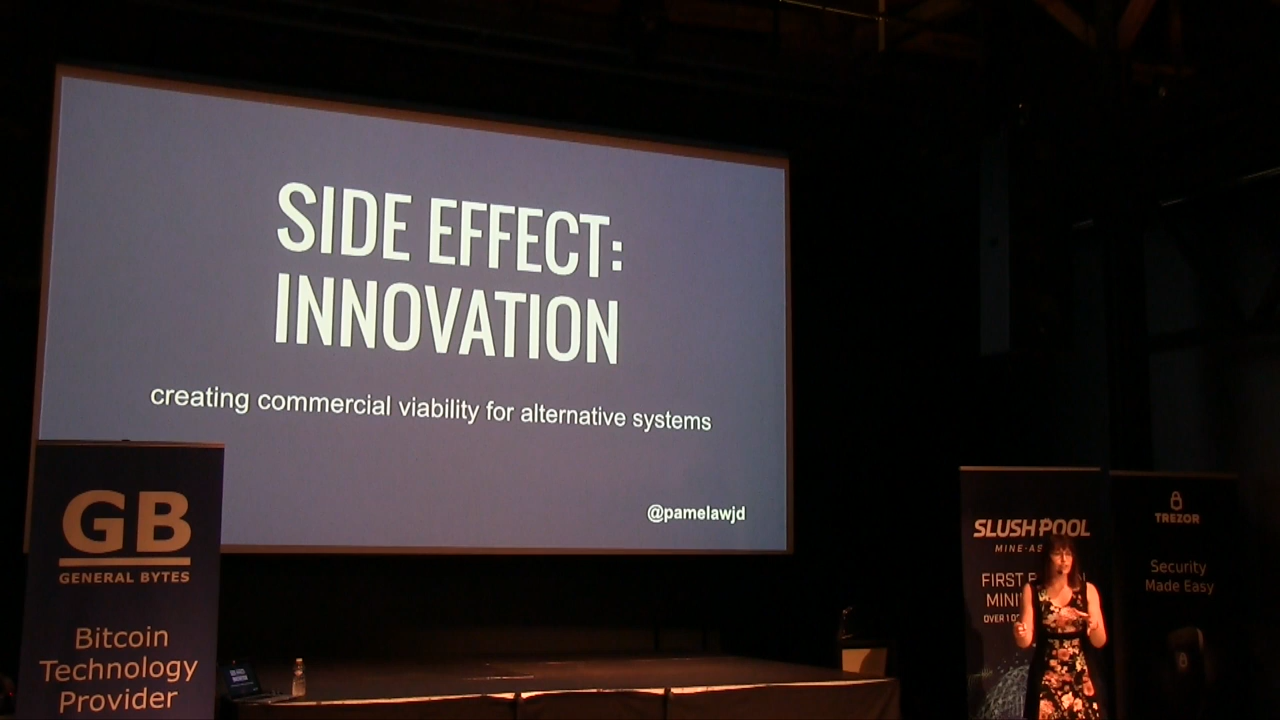 SIDE EFFECT:
INNOVATION
creating commercial viability for alternative systems
@pamelawjd
GB
GENERAL BYTES
Bitcoin
Technology
Provider
SLUSH POOL
FIRST
TREZOR
Security
Made Easy